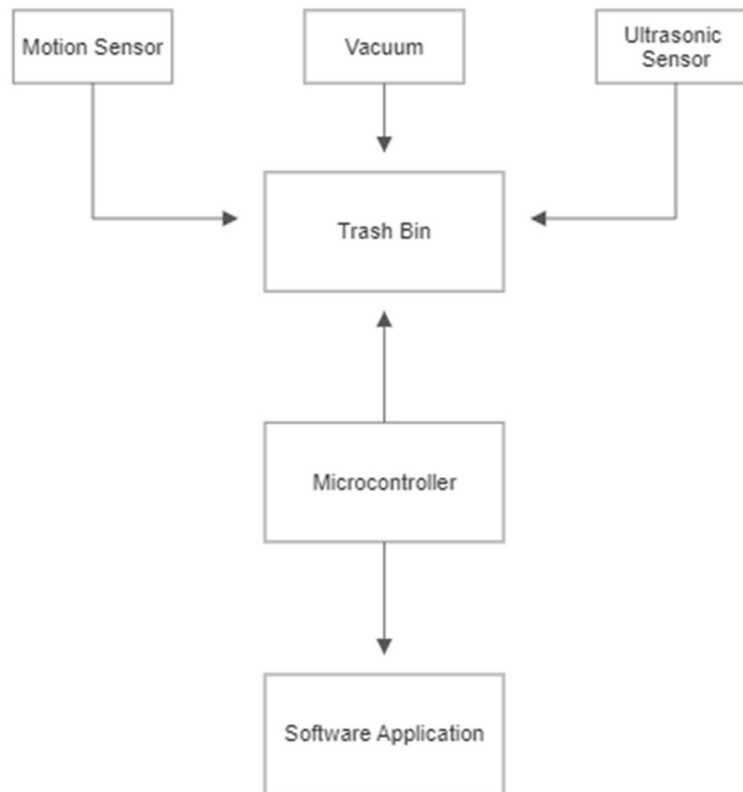 Motion Sensor
Vacuum
Ultrasonic
Sensor
Trash Bin
Microcontroller
Software Application